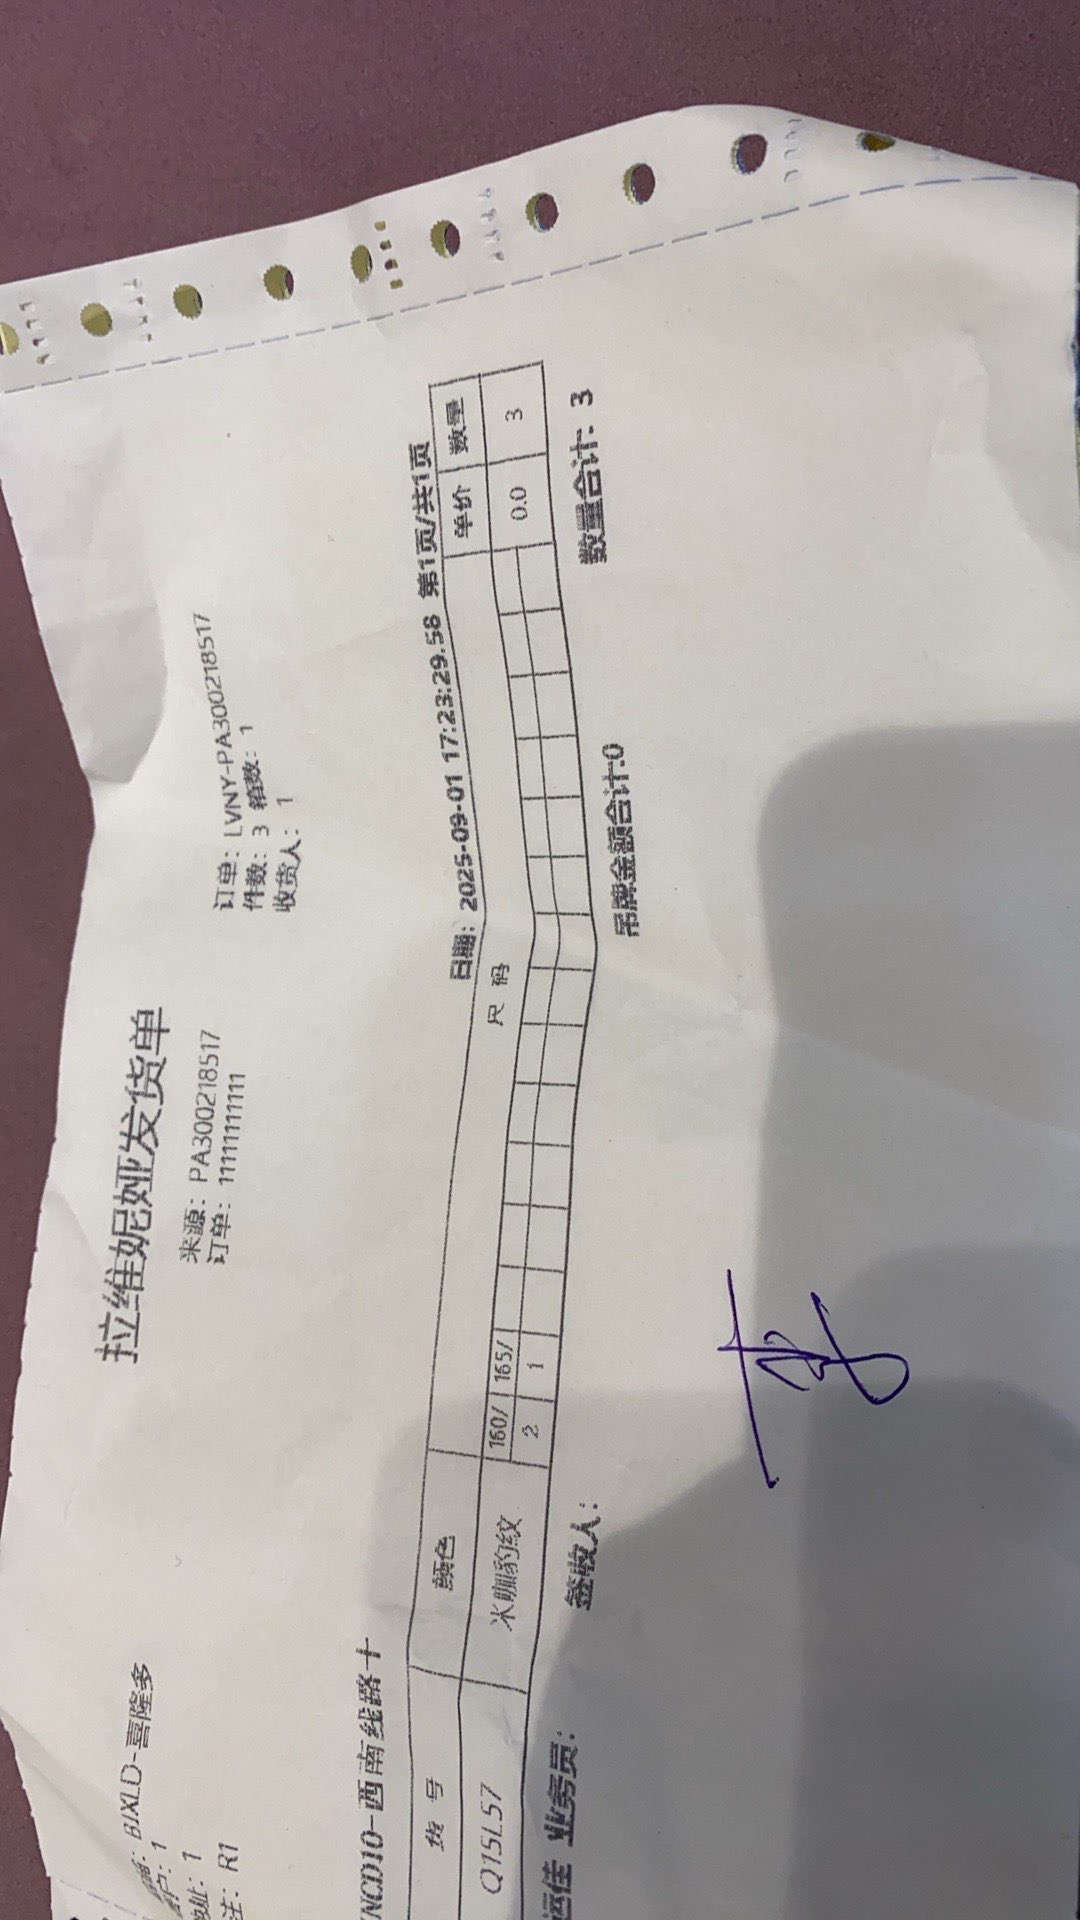 拉维妮娅发货单
BJXLD-喜隆多
来源：PA300218517
订单：LVNY-PA300218517
户：1
订单：11111111111
件数：3 箱数：1
址：1
收货人：1
注：R1
NCD10-西南线路十
日期：2025-09-01 17:23:29.58 第1页/共1页
货号 颜色 尺码 单价 数量
Q15L57 米咖豹纹 160/ 165/ 0.0 3
2 1
数量合计：3
吊牌金额合计:0
业务员：
签收人：